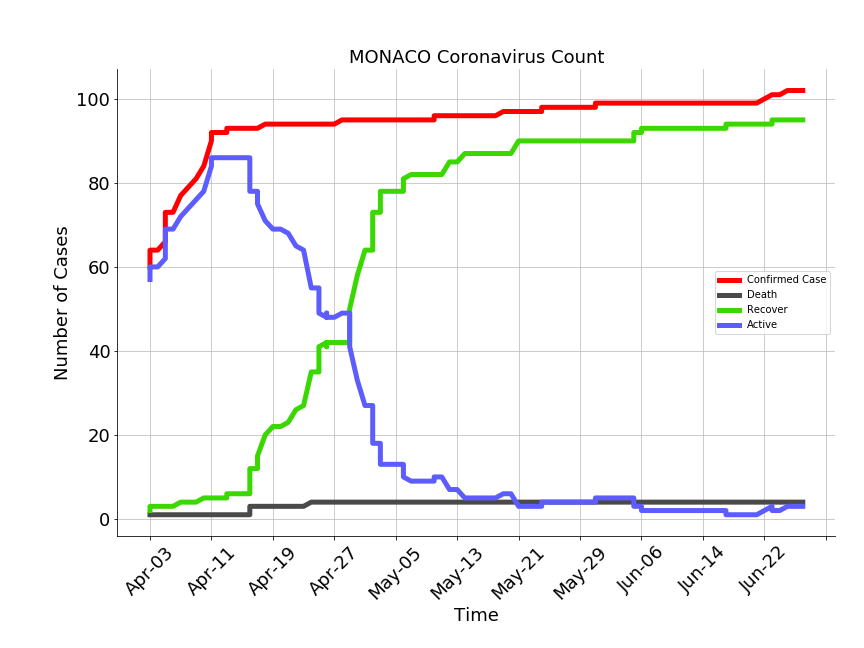 MONACO Coronavirus Count
Number of Cases
100
80
60
40
20
0
Confirmed Case
Death
Recover
Active
Apr-03
Apr-11
Apr-19
Apr-27
May-05
May-13
May-21
May-29
Jun-06
Jun-14
Jun-22
Time